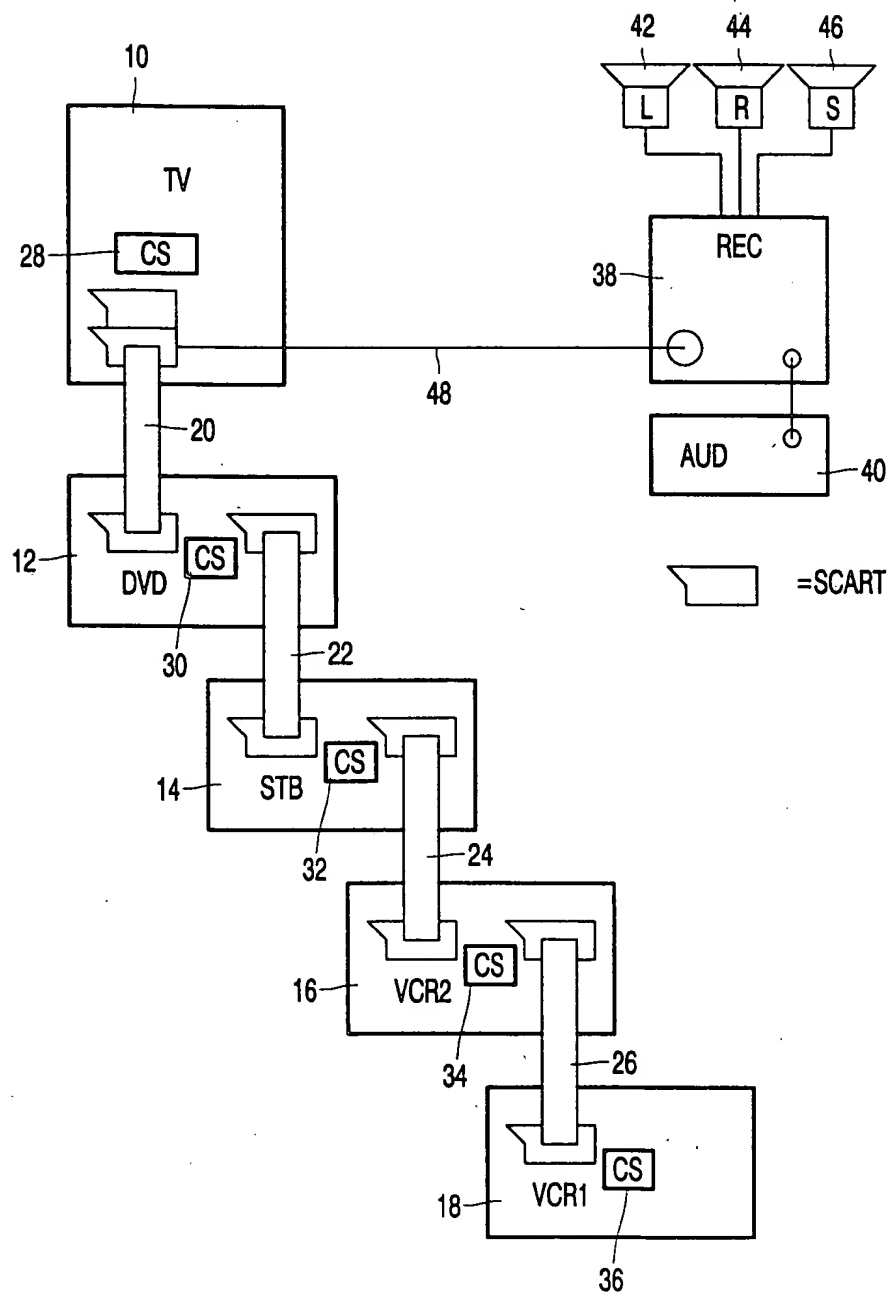 42 44 46
10
L R S
TV
REC
28 CS
38
48
20
AUD
40
12 CS
DVD
=SCART
30
22
14 CS
STB
32
24
16 CS
VCR2
34
26
18 CS
VCR1
36